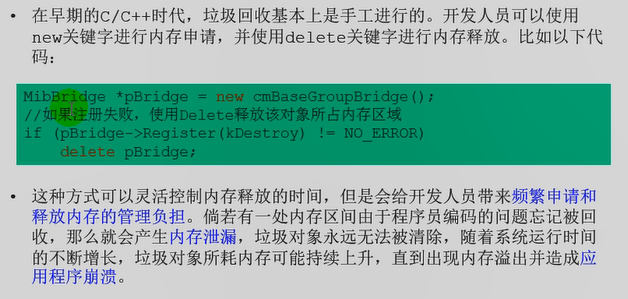 • 在早期的C/C++时代，垃圾回收基本上是手工进行的。开发人员可以使用
new关键字进行内存申请，并使用delete关键字进行内存释放。比如以下代
码：
MibBridge *pBridge = new cmBaseGroupBridge();
//如果注册失败，使用Delete释放该对象所占内存区域
if (pBridge->Register(kDestroy) != NO_ERROR)
delete pBridge;
• 这种方式可以灵活控制内存释放的时间，但是会给开发人员带来频繁申请和
释放内存的管理负担。倘若有一处内存区间由于程序员编码的问题忘记被回
收，那么就会产生内存泄漏，垃圾对象永远无法被清除，随着系统运行时间
的不断增长，垃圾对象所耗内存可能持续上升，直到出现内存溢出并造成应
用程序崩溃。